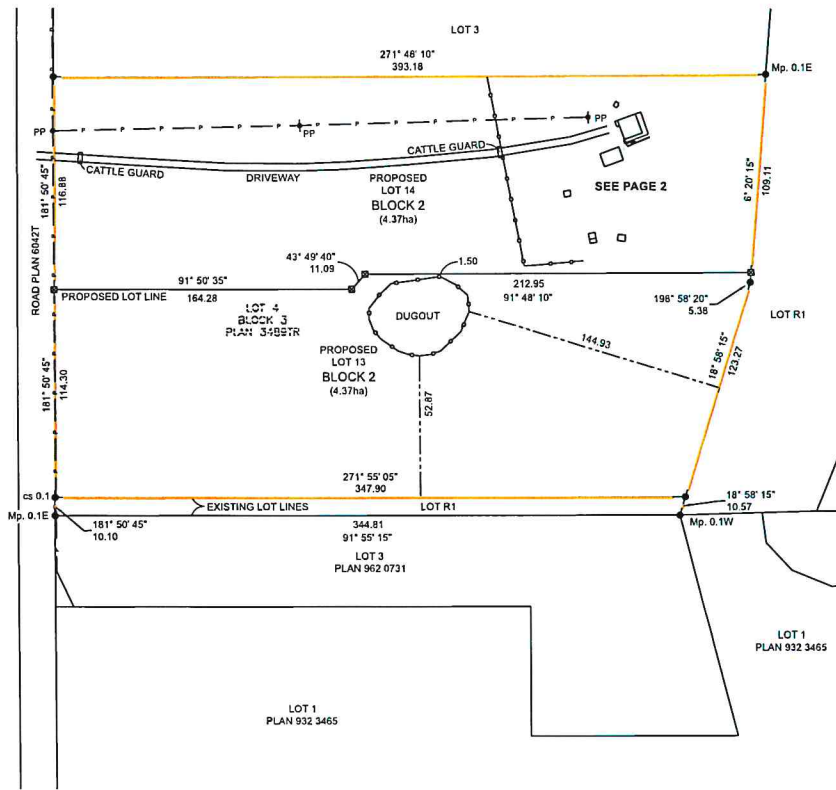 LOT 3
271° 46' 10"
393.18
Mp. 0.1E
PP
P P P P P P P P
PP
PP
CATTLE GUARD
CATTLE GUARD
DRIVEWAY
PROPOSED
LOT 14
BLOCK 2
(4.37ha)
SEE PAGE 2
181° 50' 45"
116.88
6° 20' 15"
109.11
ROAD PLAN 6042T
43° 49' 40"
11.09
1.50
91° 50' 35"
164.28
PROPOSED LOT LINE
212.95
91° 48' 10"
198° 58' 20"
5.38
LOT R1
LOT 4
BLOCK 3
PLAN 3489TR
DUGOUT
PROPOSED
LOT 13
BLOCK 2
(4.37ha)
144.93
18° 58' 15"
123.27
181° 50' 45"
114.30
52.87
271° 55' 05"
347.90
cs 0.1
EXISTING LOT LINES
LOT R1
18° 58' 15"
10.57
Mp. 0.1E
Mp. 0.1W
181° 50' 45"
10.10
344.81
91° 55' 15"
LOT 3
PLAN 962 0731
LOT 1
PLAN 932 3465
LOT 1
PLAN 932 3465